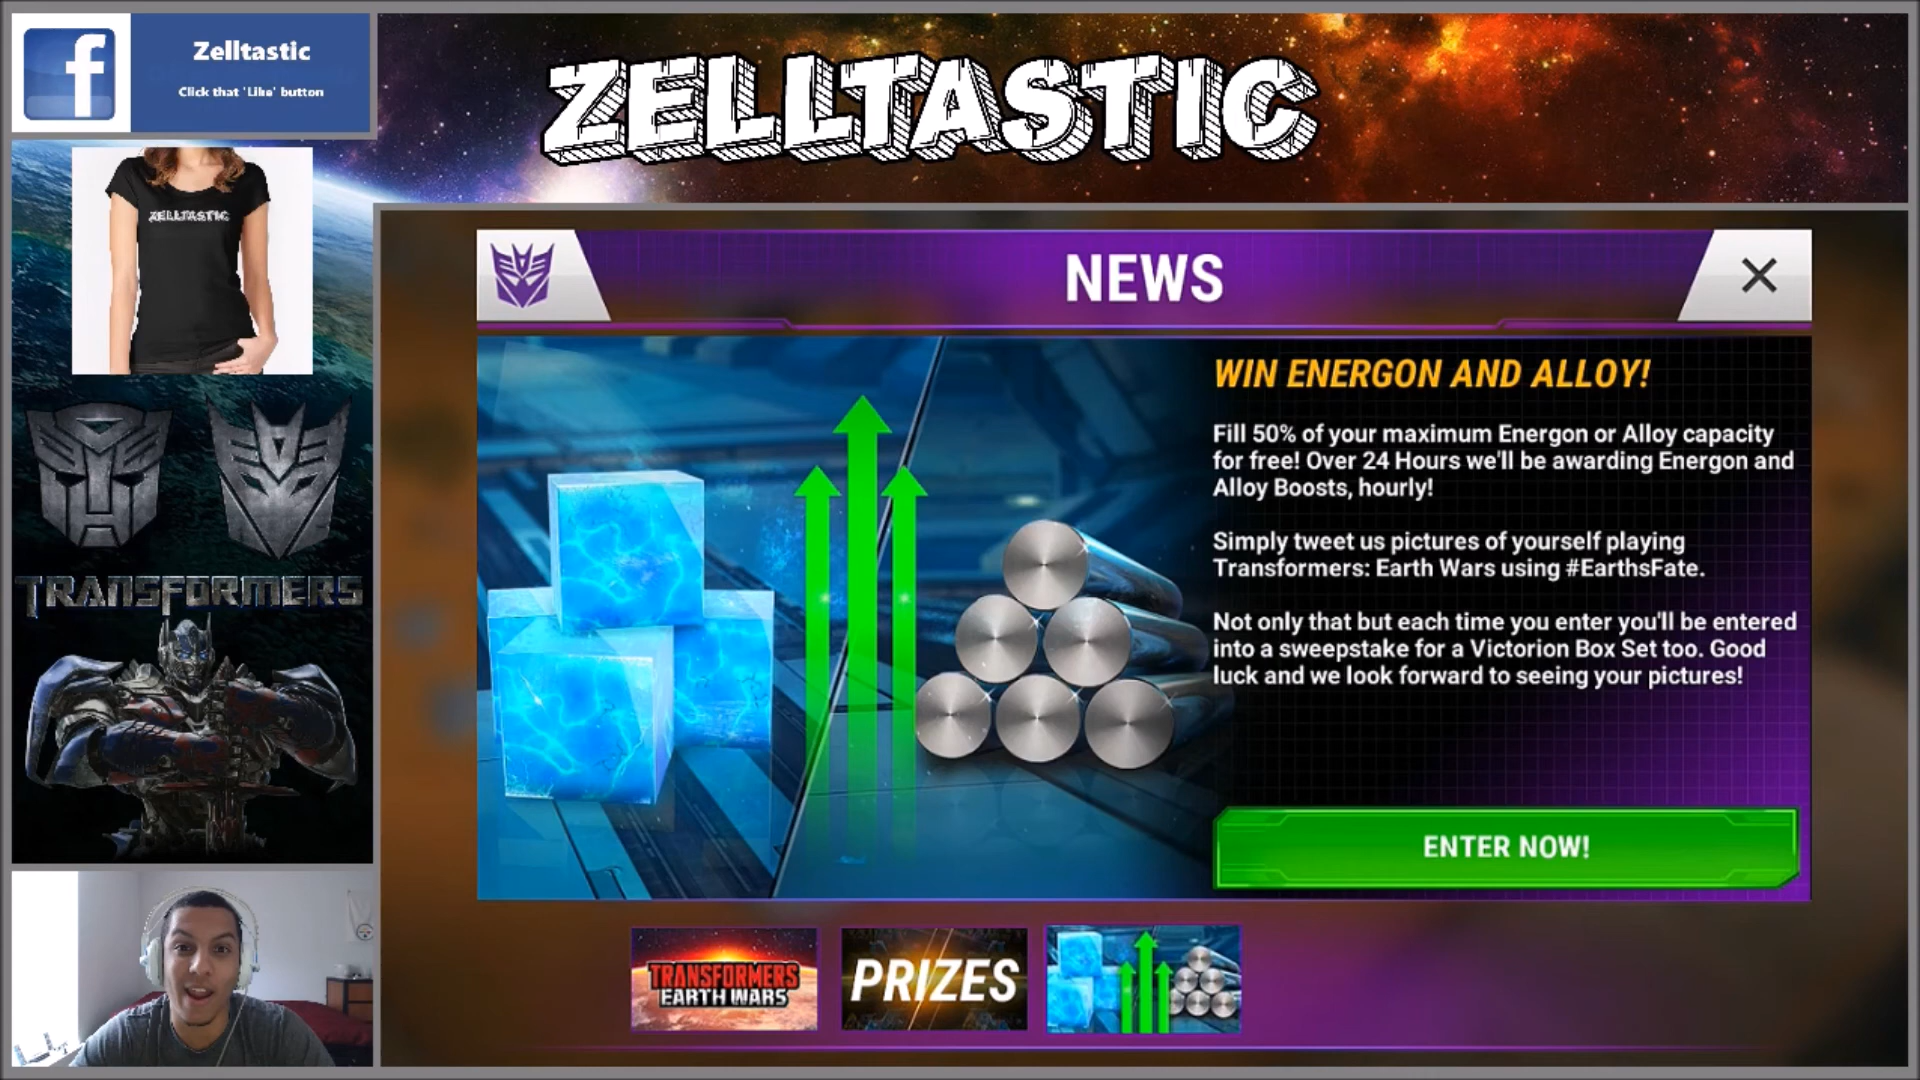 Zelltastic
Click that 'Like' button
ZELLTASTIC
ZELLTASTIC
TRANSFORMERS
NEWS
WIN ENERGON AND ALLOY!
Fill 50% of your maximum Energon or Alloy capacity
for free! Over 24 Hours we'll be awarding Energon and
Alloy Boosts, hourly!
Simply tweet us pictures of yourself playing
Transformers: Earth Wars using #EarthsFate.
Not only that but each time you enter you'll be entered
into a sweepstake for a Victorion Box Set too. Good
luck and we look forward to seeing your pictures!
ENTER NOW!
TRANSFORMERS
EARTH WARS
PRIZES